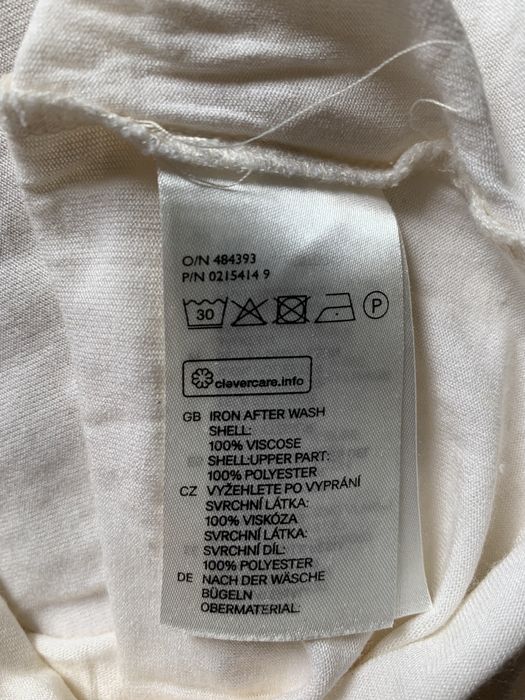 O/N 484393
P/N 0215414 9
30 P
clevercare.info
GB IRON AFTER WASH
SHELL:
100% VISCOSE
SHELL:UPPER PART:
100% POLYESTER
CZ VYŽEHLETE PO VYPRÁNÍ
SVRCHNÍ LÁTKA:
100% VISKÓZA
SVRCHNÍ LÁTKA:
SVRCHNÍ DÍL:
100% POLYESTER
DE NACH DER WÄSCHE
BÜGELN
OBERMATERIAL: